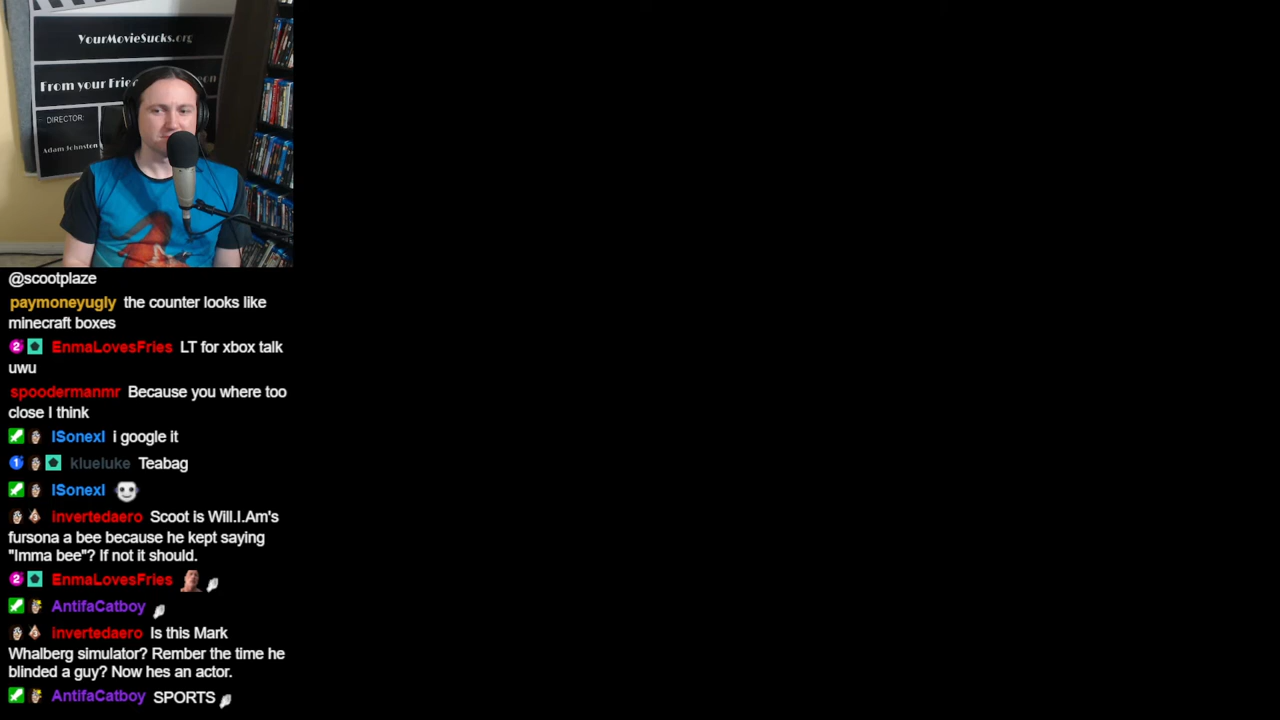 YourMovieSucks.org
From your Frie
DIRECTOR:
Adam Johnston
@scootplaze
paymoneyugly the counter looks like
minecraft boxes
2 EnmaLovesFries LT for xbox talk
uwu
spoodermanmr Because you where too
close I think
ISonexI i google it
1 klueluke Teabag
ISonexI
invertedaero Scoot is Will.I.Am's
fursona a bee because he kept saying
"Imma bee"? If not it should.
2 EnmaLovesFries
AntifaCatboy
invertedaero Is this Mark
Whalberg simulator? Rember the time he
blinded a guy? Now hes an actor.
AntifaCatboy SPORTS